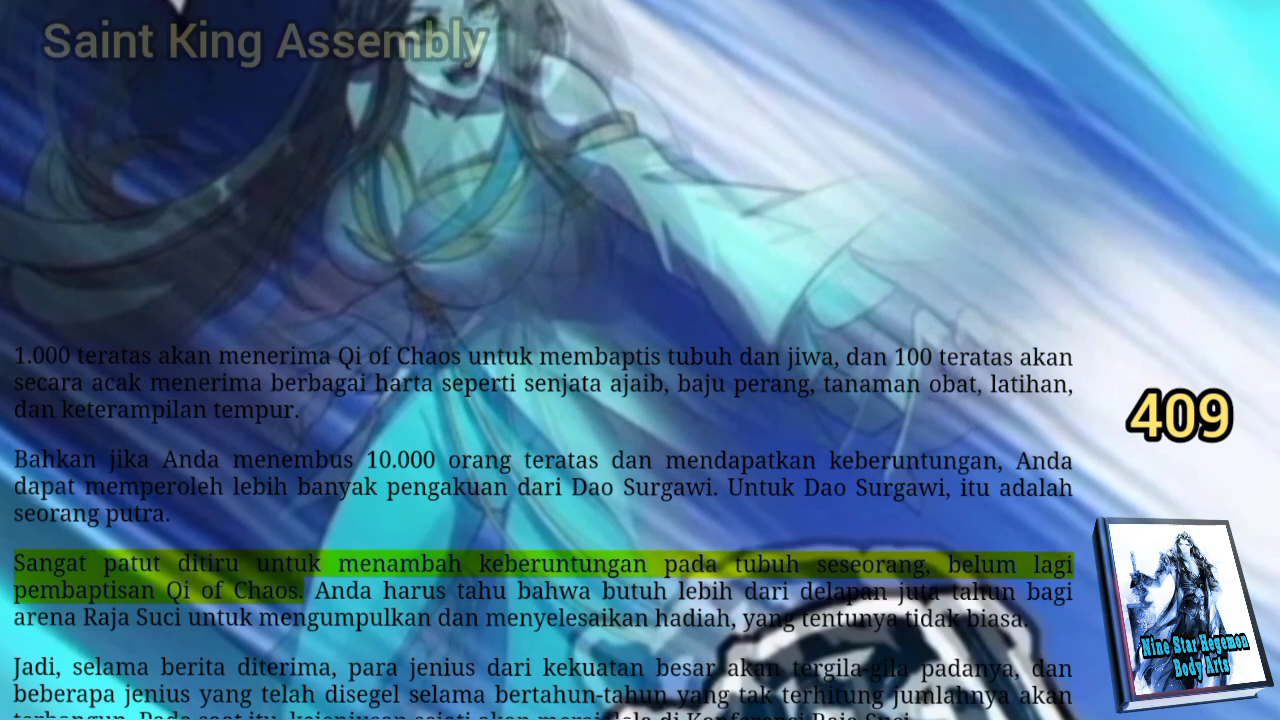 Saint King Assembly
1.000 teratas akan menerima Qi of Chaos untuk membaptis tubuh dan jiwa, dan 100 teratas akan
secara acak menerima berbagai harta seperti senjata ajaib, baju perang, tanaman obat, latihan,
dan keterampilan tempur.
Bahkan jika Anda menembus 10.000 orang teratas dan mendapatkan keberuntungan, Anda
dapat memperoleh lebih banyak pengakuan dari Dao Surgawi. Untuk Dao Surgawi, itu adalah
seorang putra.
Sangat patut ditiru untuk menambah keberuntungan pada tubuh seseorang, belum lagi
pembaptisan Qi of Chaos. Anda harus tahu bahwa butuh lebih dari delapan juta tahun bagi
arena Raja Suci untuk mengumpulkan dan menyelesaikan hadiah, yang tentunya tidak biasa.
Jadi, selama berita diterima, para jenius dari kekuatan besar akan tergila-gila padanya, dan
beberapa jenius yang telah disegel selama bertahun-tahun yang tak terhitung jumlahnya akan
409
Nine Star Hegemon
Body Arts